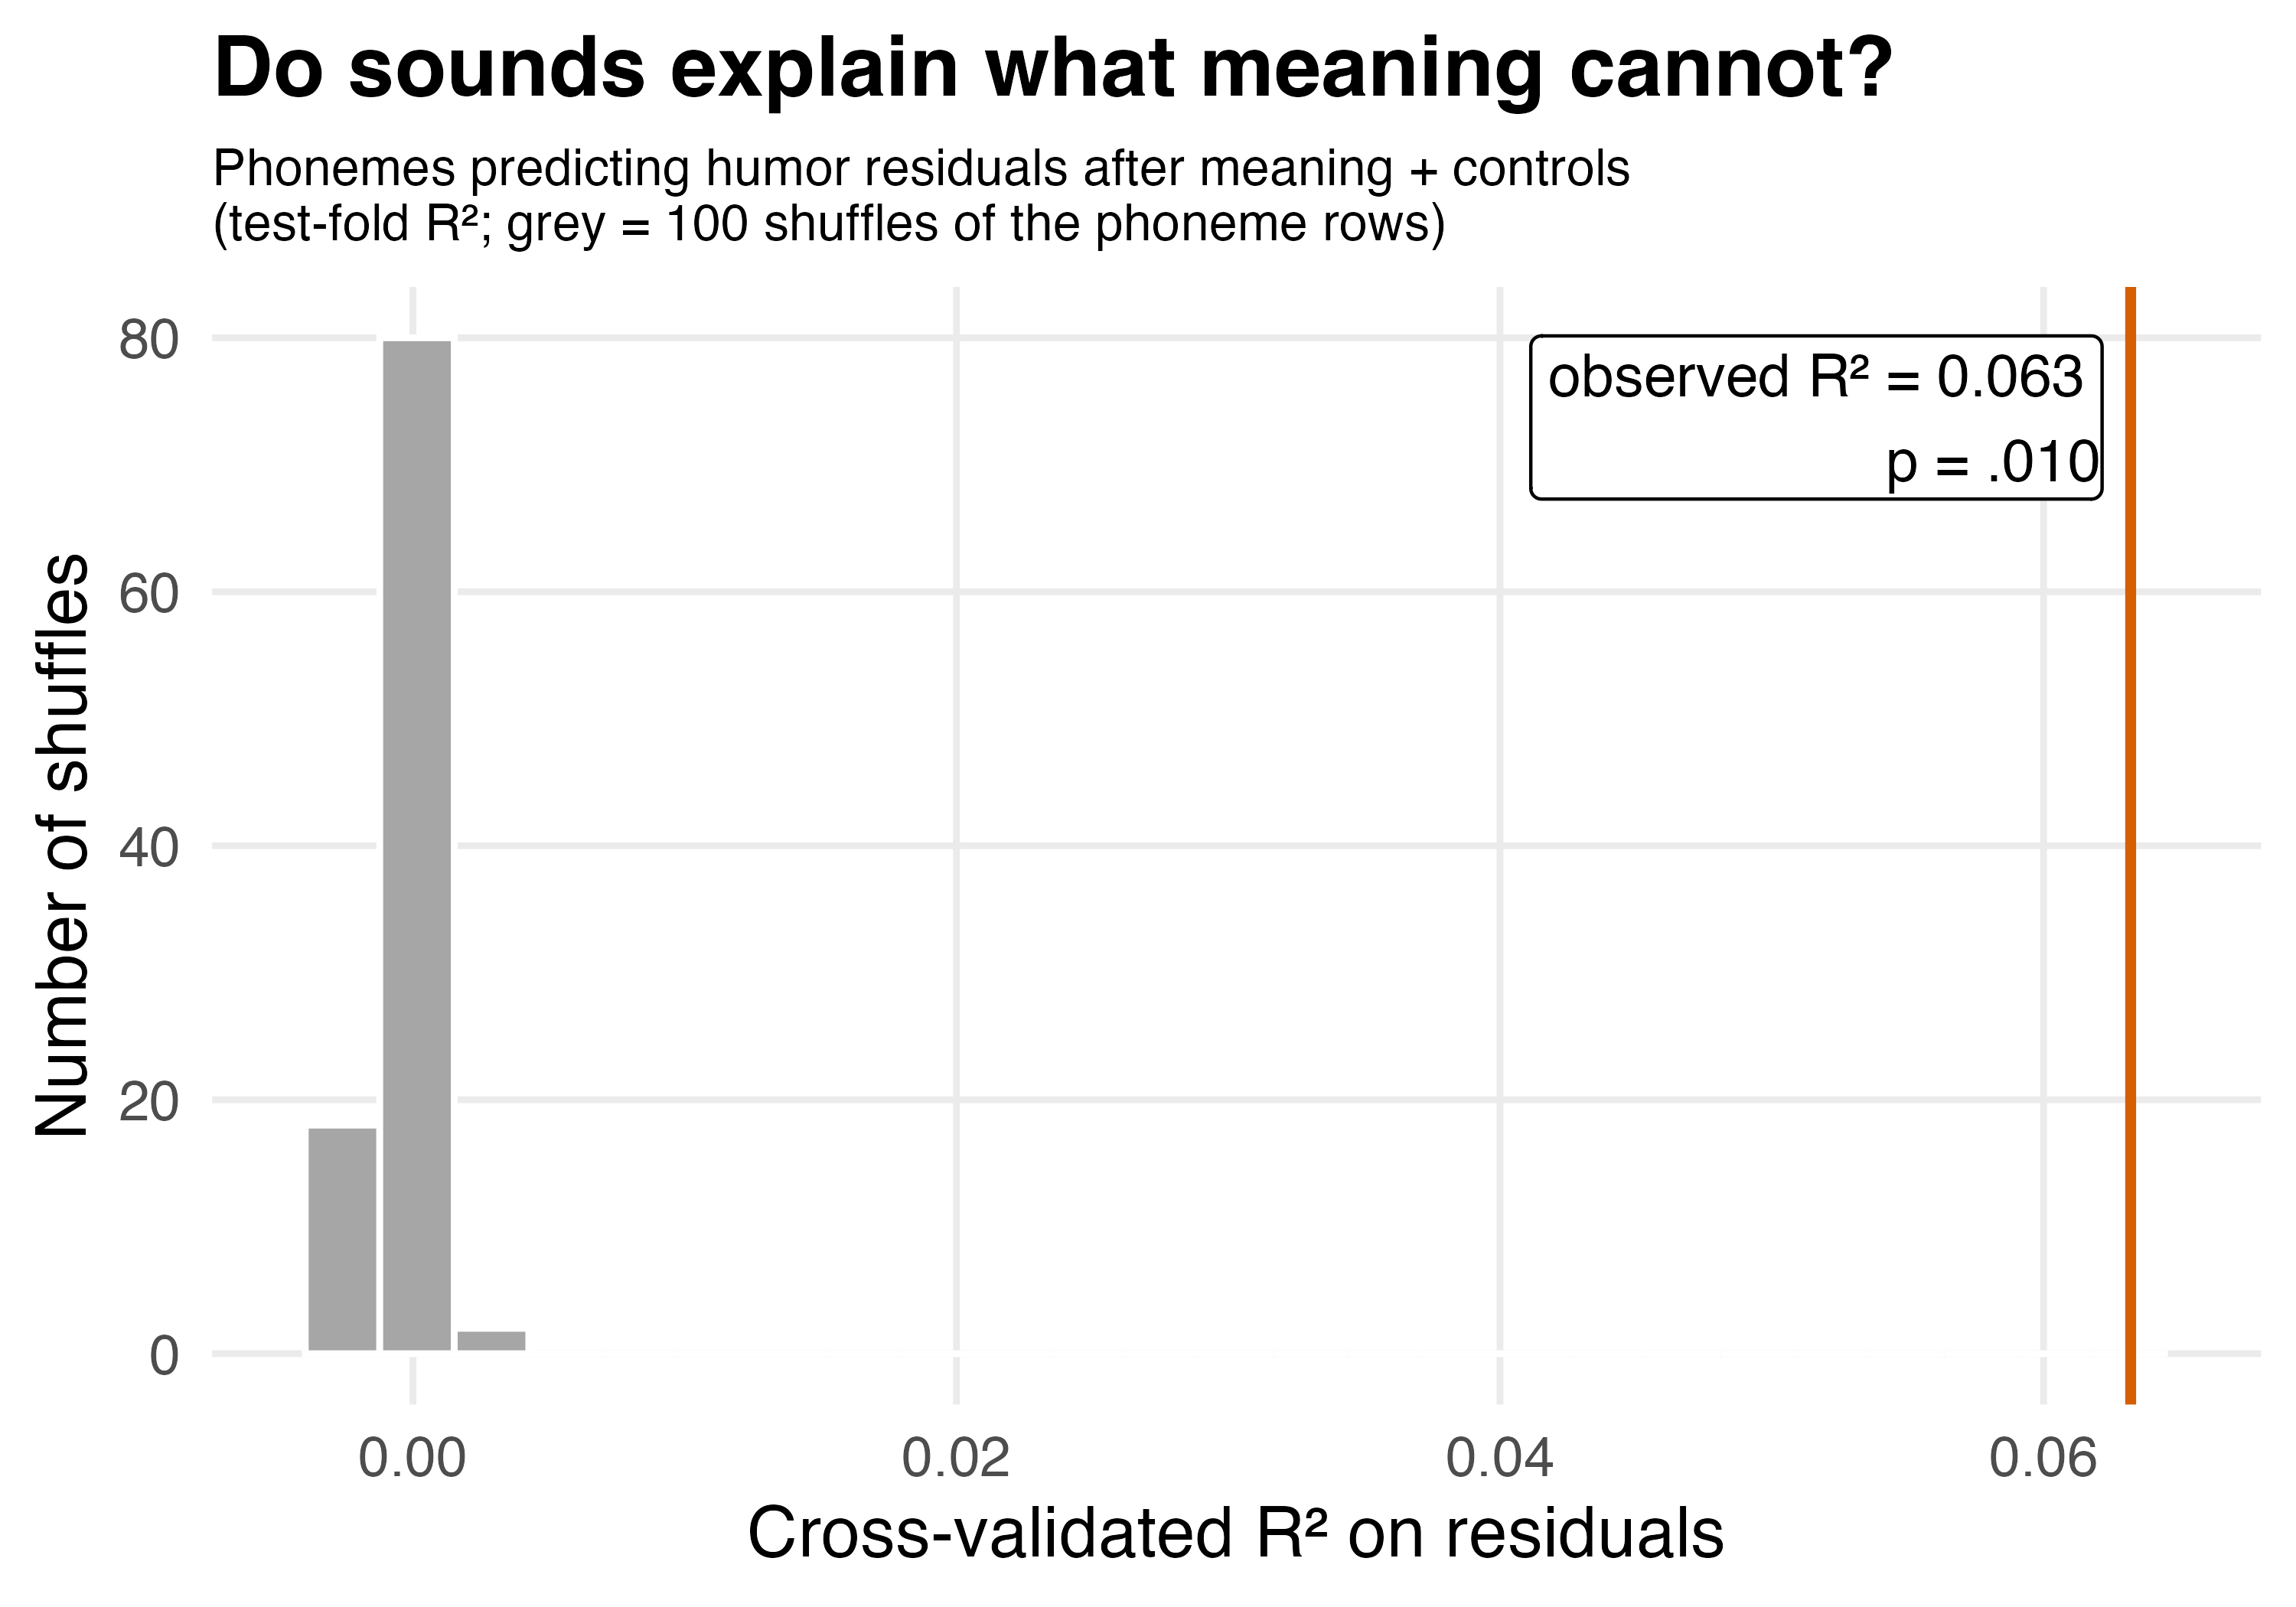 Do sounds explain what meaning cannot?
Phonemes predicting humor residuals after meaning + controls
(test-fold R²; grey = 100 shuffles of the phoneme rows)
Number of shuffles
80
60
40
20
0
observed R² = 0.063
p = .010
0.00
0.02
0.04
0.06
Cross-validated R² on residuals